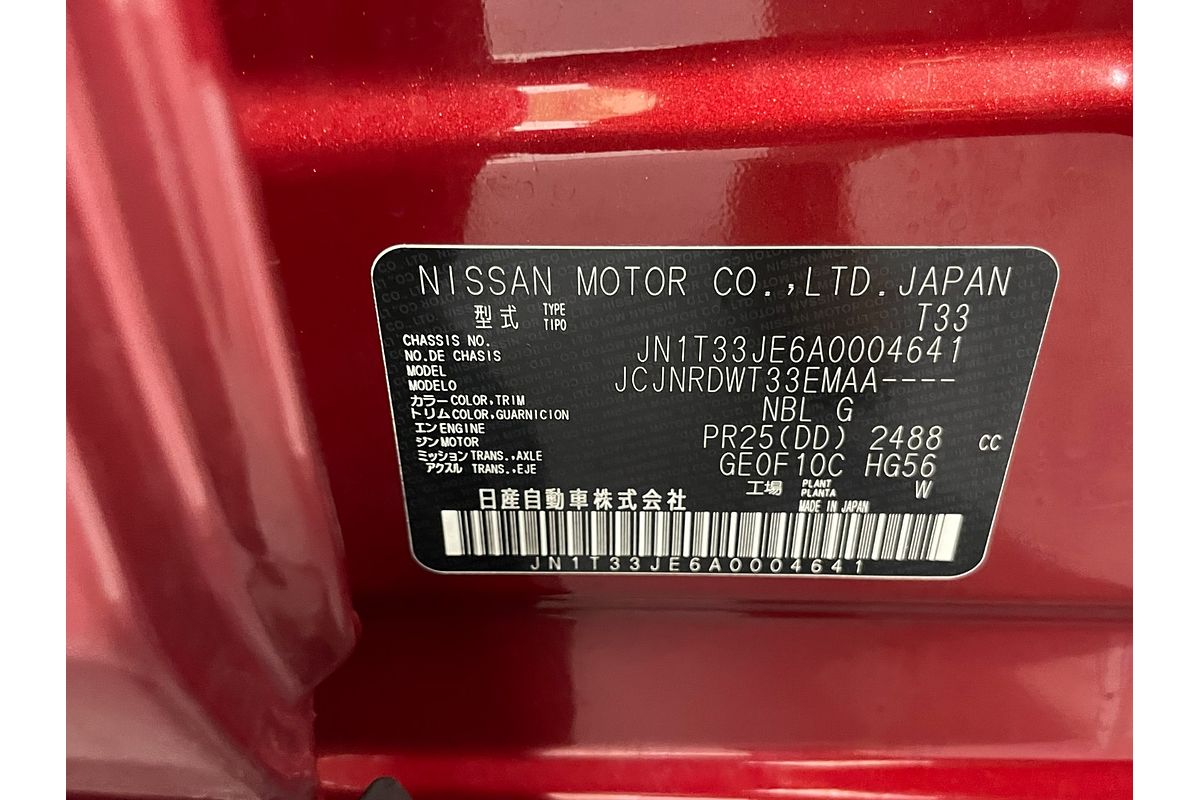 NISSAN MOTOR CO.,LTD.JAPAN
型式 TYPE TIPO T33
CHASSIS NO.
NO.DE CHASIS JN1T33JE6A0004641
MODEL
MODELO JCJNRDWT33EMAA----
カラー COLOR,TRIM
トリム COLOR,GUARNICION NBL G
エン ENGINE
ジン MOTOR PR25(DD) 2488 CC
ミッション TRANS.,AXLE
アクスル TRANS.,EJE GE0F10C HG56
工場 PLANT PLANTA W
日産自動車株式会社 MADE IN JAPAN
JN1T33JE6A0004641